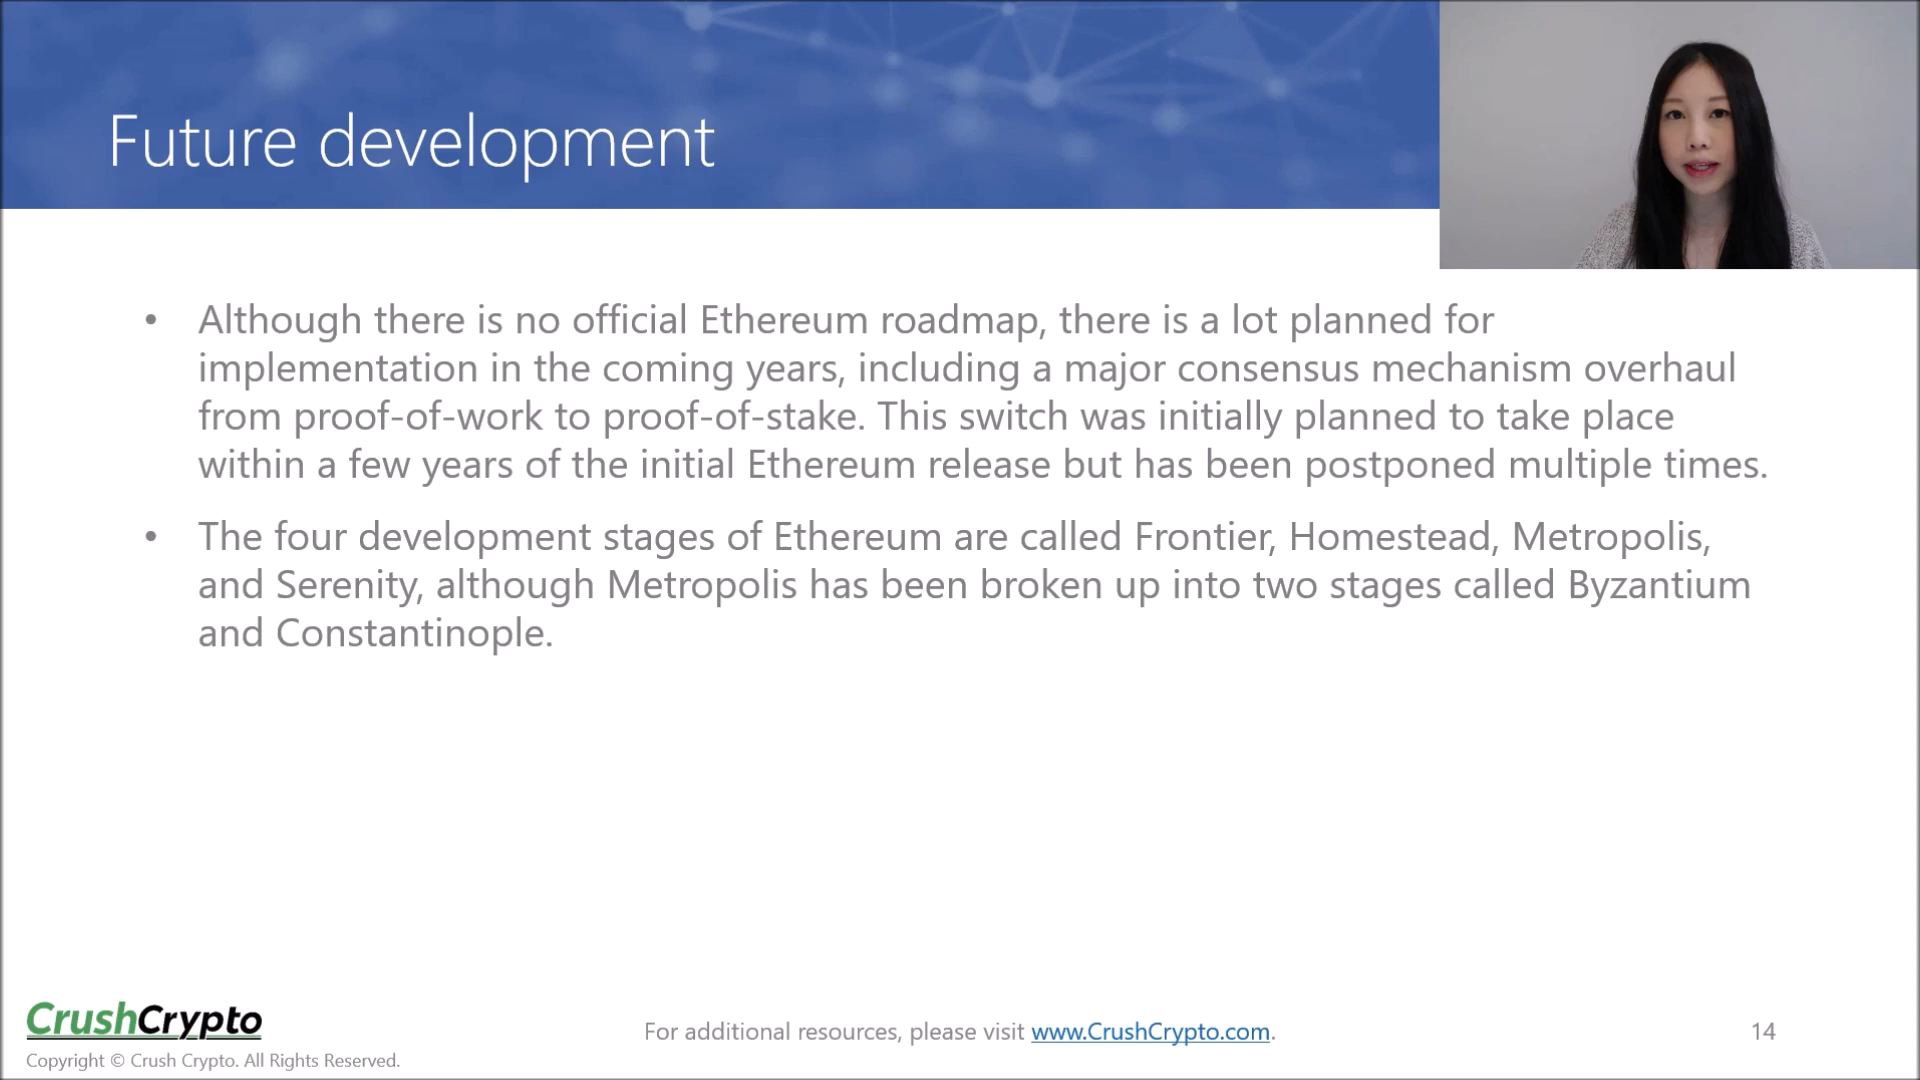 Future development
• Although there is no official Ethereum roadmap, there is a lot planned for
implementation in the coming years, including a major consensus mechanism overhaul
from proof-of-work to proof-of-stake. This switch was initially planned to take place
within a few years of the initial Ethereum release but has been postponed multiple times.
• The four development stages of Ethereum are called Frontier, Homestead, Metropolis,
and Serenity, although Metropolis has been broken up into two stages called Byzantium
and Constantinople.
CrushCrypto
Copyright © Crush Crypto. All Rights Reserved.
For additional resources, please visit www.CrushCrypto.com.
14